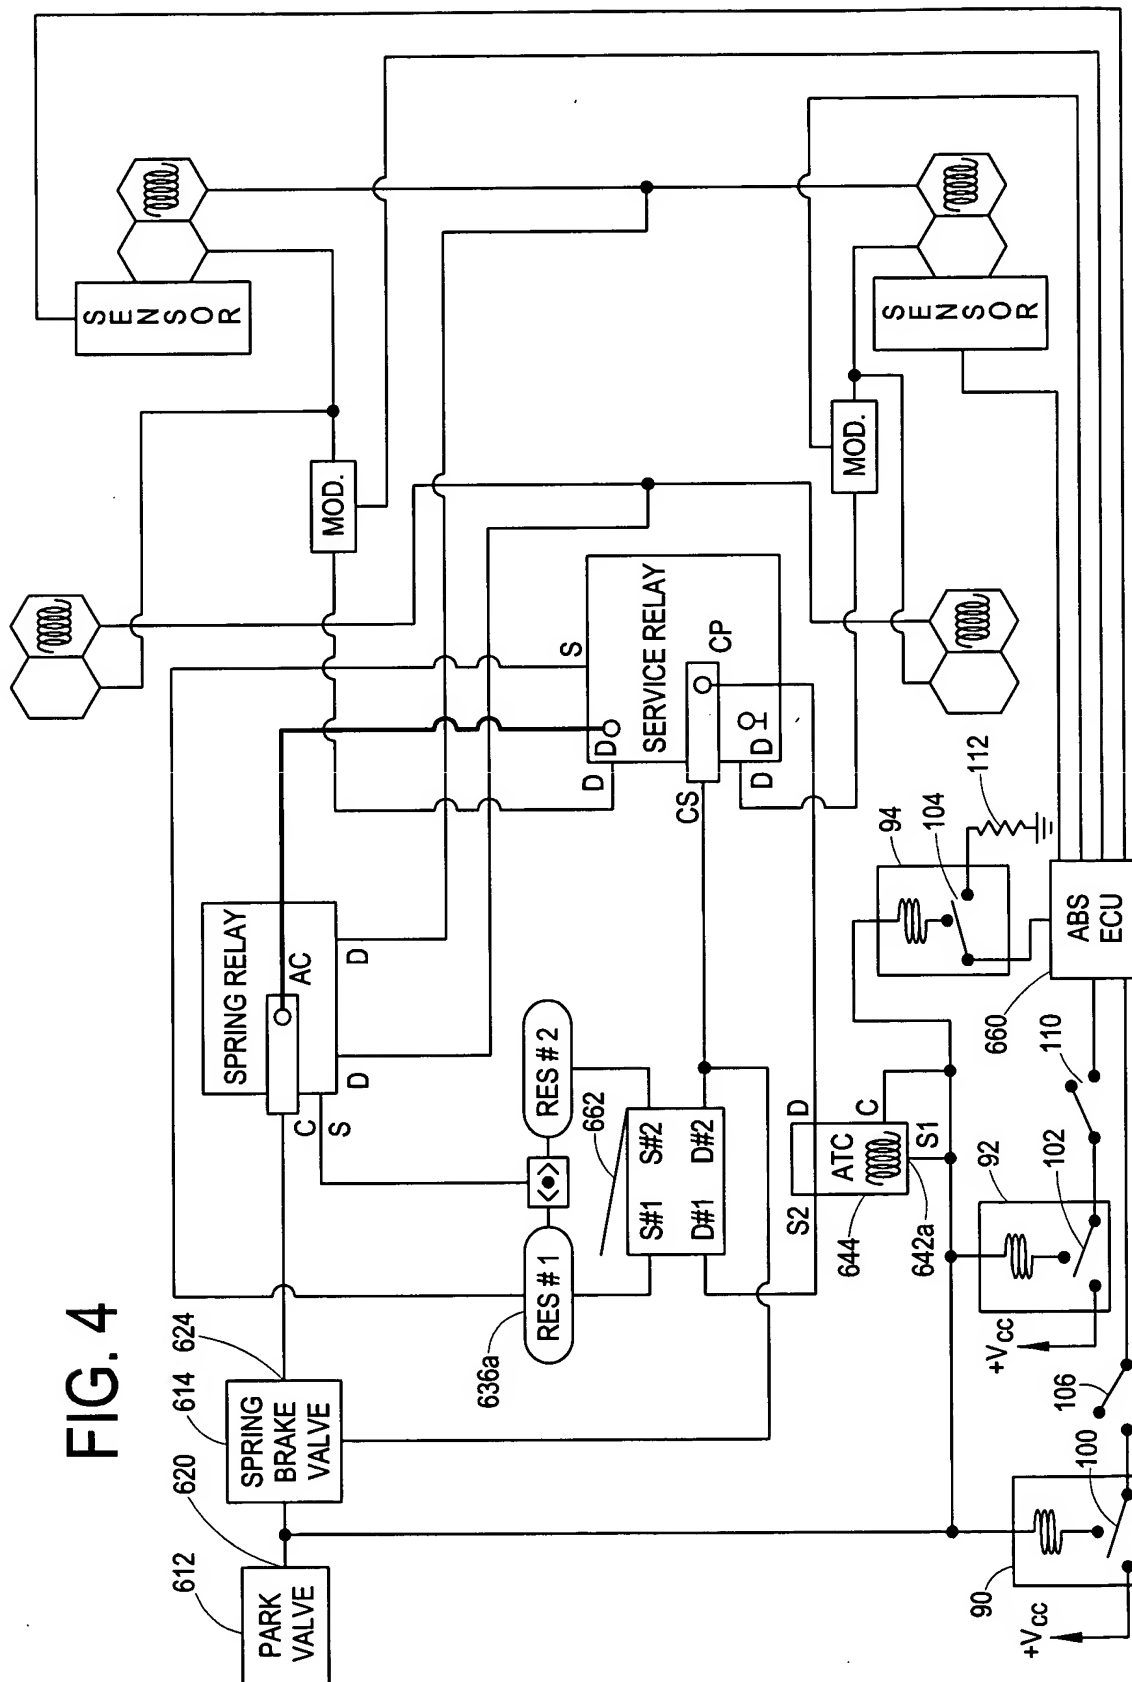 FIG. 4
612
PARK
VALVE
620
614
SPRING
BRAKE
VALVE
624
SPRING RELAY
AC
C
S
D
D
RES # 1
636a
RES # 2
662
S#1
S#2
D#1
D#2
SERVICE RELAY
S
D
D
CS
CP
D
D
MOD.
MOD.
SENSOR
SENSOR
ATC
S2
D
C
S1
644
642a
94
104
112
92
102
110
660
ABS
ECU
+Vcc
106
90
100
+Vcc